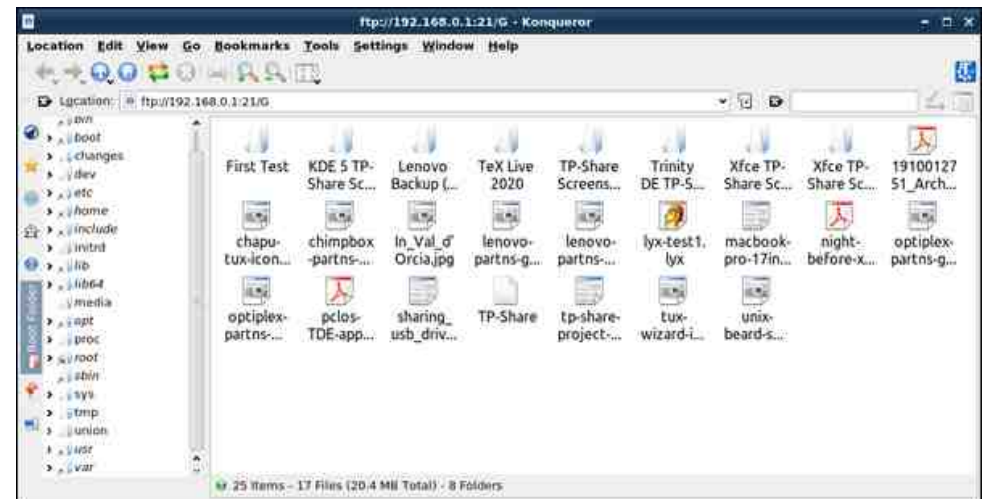 ftp://192.168.0.1:21/G - Konqueror
Location Edit View Go Bookmarks Tools Settings Window Help
Location: ftp://192.168.0.1:21/G
bin
boot
changes
dev
etc
home
include
initrd
lib
lib64
media
opt
proc
root
sbin
sys
tmp
union
usr
var
Root Folder
First Test
KDE 5 TP-
Share Sc...
Lenovo
Backup (...
TeX Live
2020
TP-Share
Screens...
Trinity
DE TP-S...
Xfce TP-
Share Sc...
Xfce TP-
Share Sc...
19100127
51_Arch...
chapu-
tux-icon...
chimpbox
-partns-...
In_Val_d'
Orcia.jpg
lenovo-
partns-g...
lenovo-
partns-...
lyx-test1.
lyx
macbook-
pro-17in...
night-
before-x...
optiplex-
partns-g...
optiplex-
partns-...
pclos-
TDE-app...
sharing_
usb_driv...
TP-Share
tp-share-
project-...
tux-
wizard-i...
unix-
beard-s...
25 Items - 17 Files (20.4 MB Total) - 8 Folders